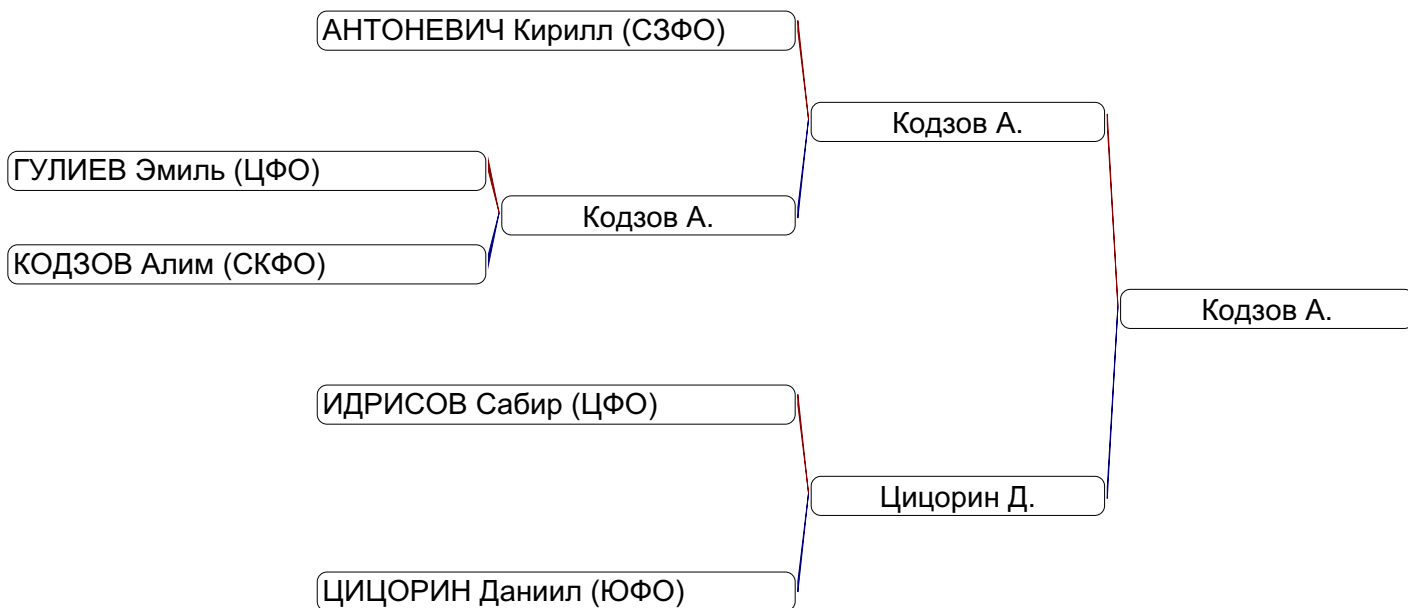 АНТОНЕВИЧ Кирилл (СЗФО)
Кодзов А.
ГУЛИЕВ Эмиль (ЦФО)
Кодзов А.
КОДЗОВ Алим (СКФО)
Кодзов А.
ИДРИСОВ Сабир (ЦФО)
Цицорин Д.
ЦИЦОРИН Даниил (ЮФО)